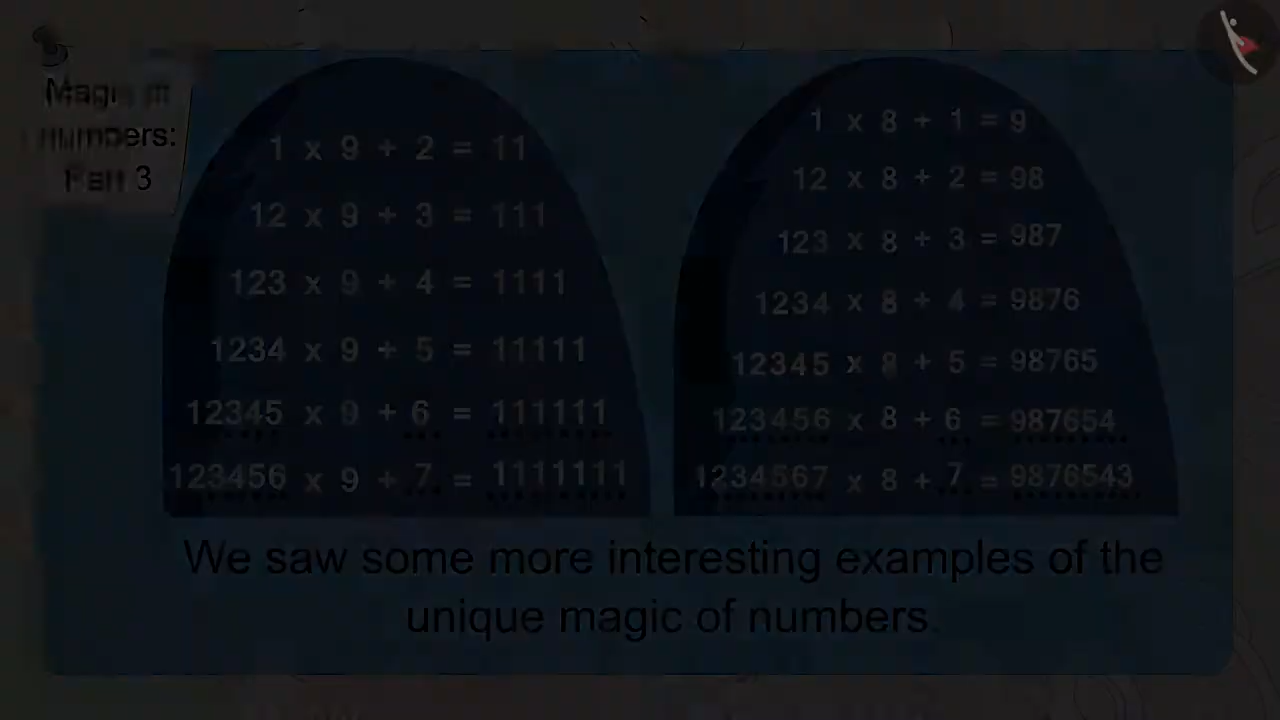 Magic in
numbers:
Part 3
1 x 9 + 2 = 11
12 x 9 + 3 = 111
123 x 9 + 4 = 1111
1234 x 9 + 5 = 11111
12345 x 9 + 6 = 111111
123456 x 9 + 7 = 1111111
1 x 8 + 1 = 9
12 x 8 + 2 = 98
123 x 8 + 3 = 987
1234 x 8 + 4 = 9876
12345 x 8 + 5 = 98765
123456 x 8 + 6 = 987654
1234567 x 8 + 7 = 9876543
We saw some more interesting examples of the
unique magic of numbers.